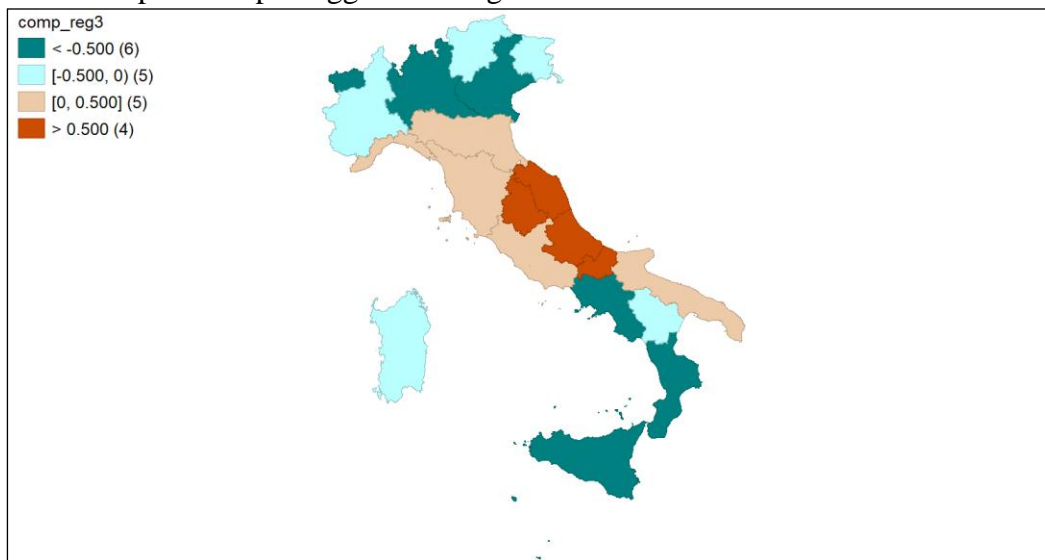 comp_reg3
< -0.500 (6)
[-0.500, 0) (5)
[0, 0.500] (5)
> 0.500 (4)